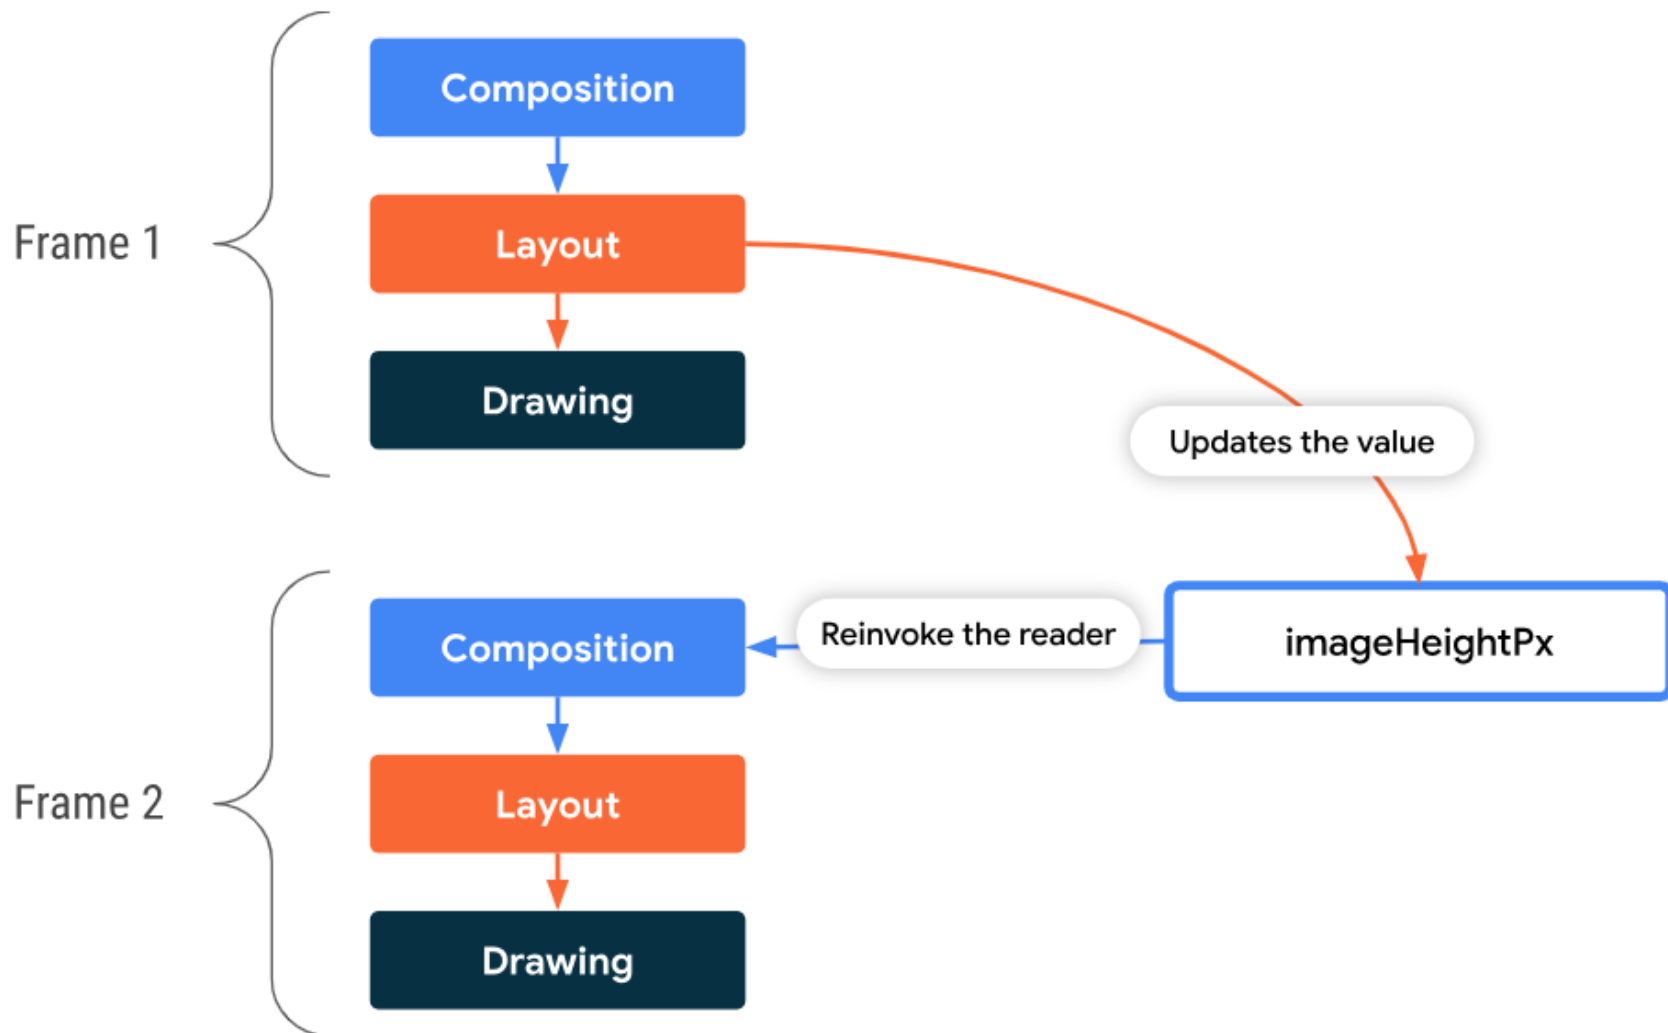 Composition
Frame 1
Layout
Drawing
Updates the value
Composition
Reinvoke the reader
imageHeightPx
Frame 2
Layout
Drawing